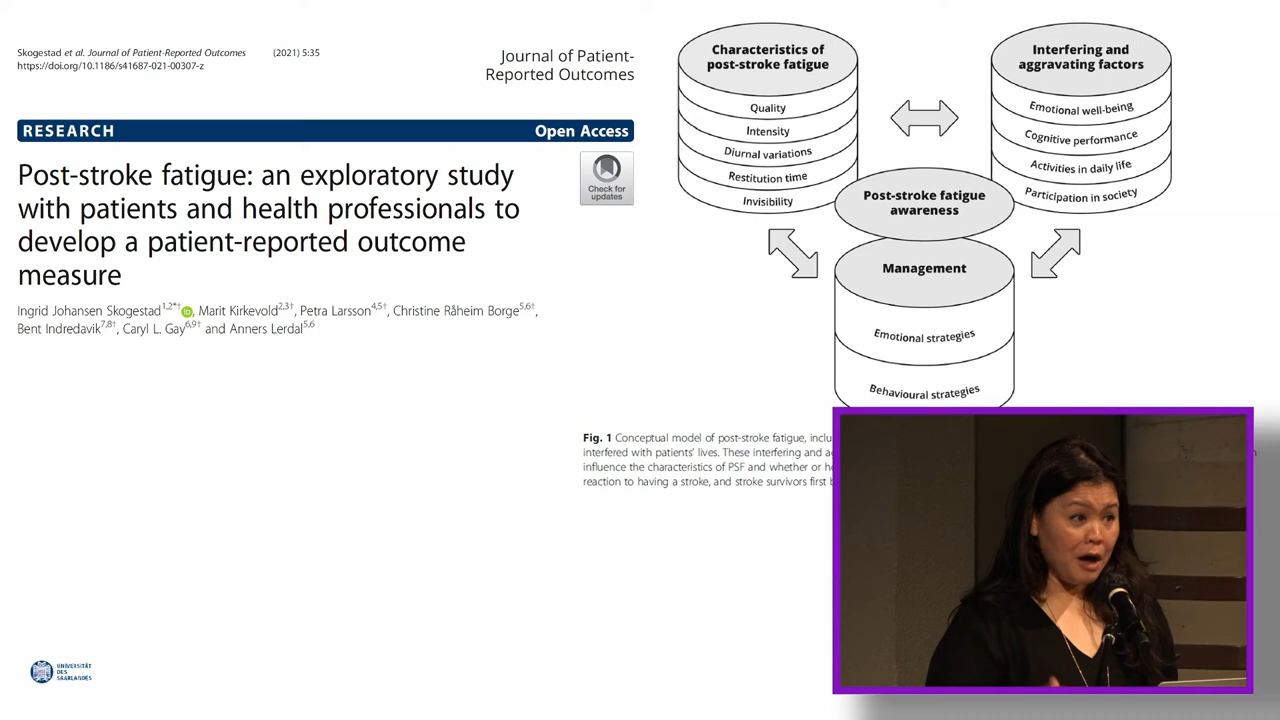 Skogestad et al. Journal of Patient-Reported Outcomes (2021) 5:35
https://doi.org/10.1186/s41687-021-00307-z
Journal of Patient-
Reported Outcomes
RESEARCH Open Access
Post-stroke fatigue: an exploratory study
with patients and health professionals to
develop a patient-reported outcome
measure
Check for
updates
Ingrid Johansen Skogestad1,2*†, Marit Kirkevold2,3†, Petra Larsson4,5†, Christine Råheim Borge5,6†,
Bent Indredavik7,8†, Caryl L. Gay6,9† and Anners Lerdal5,6
Characteristics of
post-stroke fatigue
Quality
Intensity
Diurnal variations
Restitution time
Invisibility
Interfering and
aggravating factors
Emotional well-being
Cognitive performance
Activities in daily life
Participation in society
Post-stroke fatigue
awareness
Management
Emotional strategies
Behavioural strategies
Fig. 1 Conceptual model of post-stroke fatigue,
interfered with patients' lives. These interfering and
influence the characteristics of PSF and whether or
reaction to having a stroke, and stroke survivors first
UNIVERSITÄT
DES
SAARLANDES